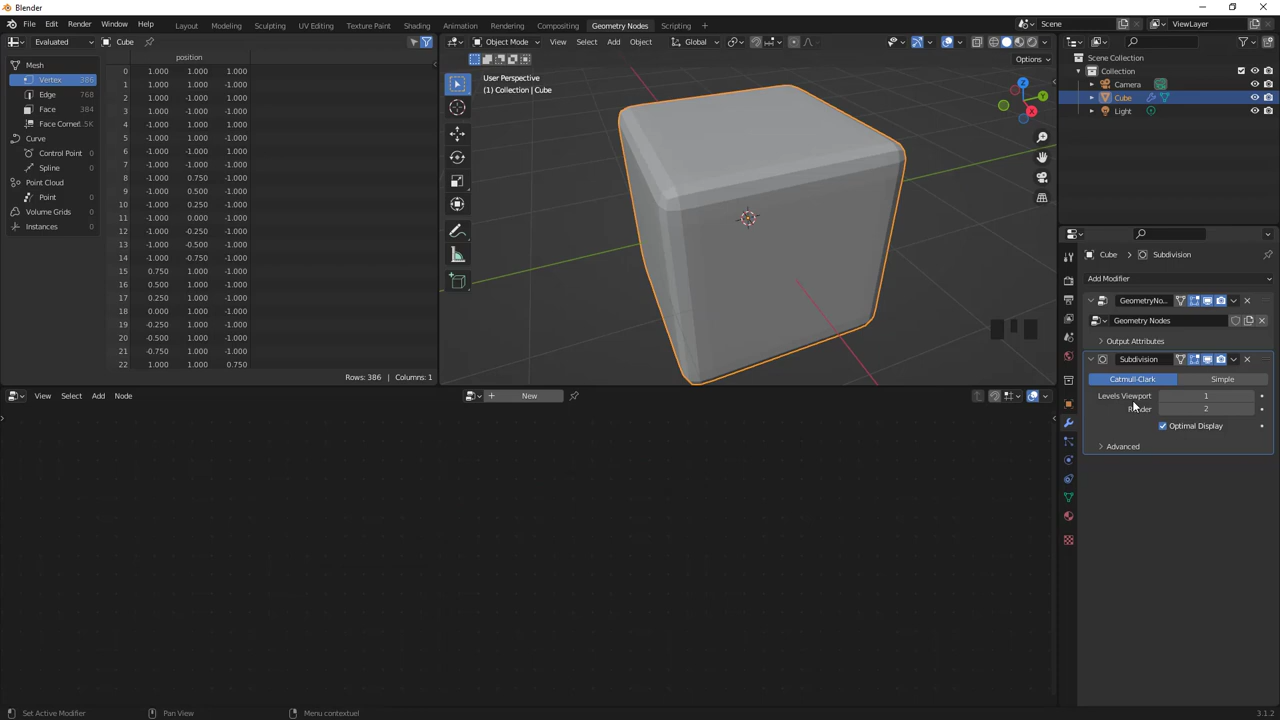 Blender
File Edit Render Window Help Layout Modeling Sculpting UV Editing Texture Paint Shading Animation Rendering Compositing Geometry Nodes Scripting + Scene ViewLayer
Evaluated Cube
Object Mode View Select Add Object Global
Options
position
Mesh
Vertex 386
Edge 768
Face 384
Face Corner 1.5K
Curve
Control Point 0
Spline 0
Point Cloud
Point 0
Volume Grids 0
Instances 0
0 1.000 1.000 1.000
1 1.000 1.000 -1.000
2 1.000 -1.000 1.000
3 1.000 -1.000 -1.000
4 -1.000 1.000 1.000
5 -1.000 1.000 -1.000
6 -1.000 -1.000 1.000
7 -1.000 -1.000 -1.000
8 -1.000 0.750 -1.000
9 -1.000 0.500 -1.000
10 -1.000 0.250 -1.000
11 -1.000 0.000 -1.000
12 -1.000 -0.250 -1.000
13 -1.000 -0.500 -1.000
14 -1.000 -0.750 -1.000
15 0.750 1.000 -1.000
16 0.500 1.000 -1.000
17 0.250 1.000 -1.000
18 0.000 1.000 -1.000
19 -0.250 1.000 -1.000
20 -0.500 1.000 -1.000
21 -0.750 1.000 -1.000
22 1.000 1.000 0.750
Rows: 386 | Columns: 1
User Perspective
(1) Collection | Cube
Z
Y
X
Scene Collection
Collection
Camera
Cube
Light
Cube > Subdivision
Add Modifier
GeometryNo...
Geometry Nodes
Output Attributes
Subdivision
Catmull-Clark Simple
Levels Viewport 1
Render 2
Optimal Display
Advanced
View Select Add Node + New
Set Active Modifier Pan View Menu contextuel 3.1.2